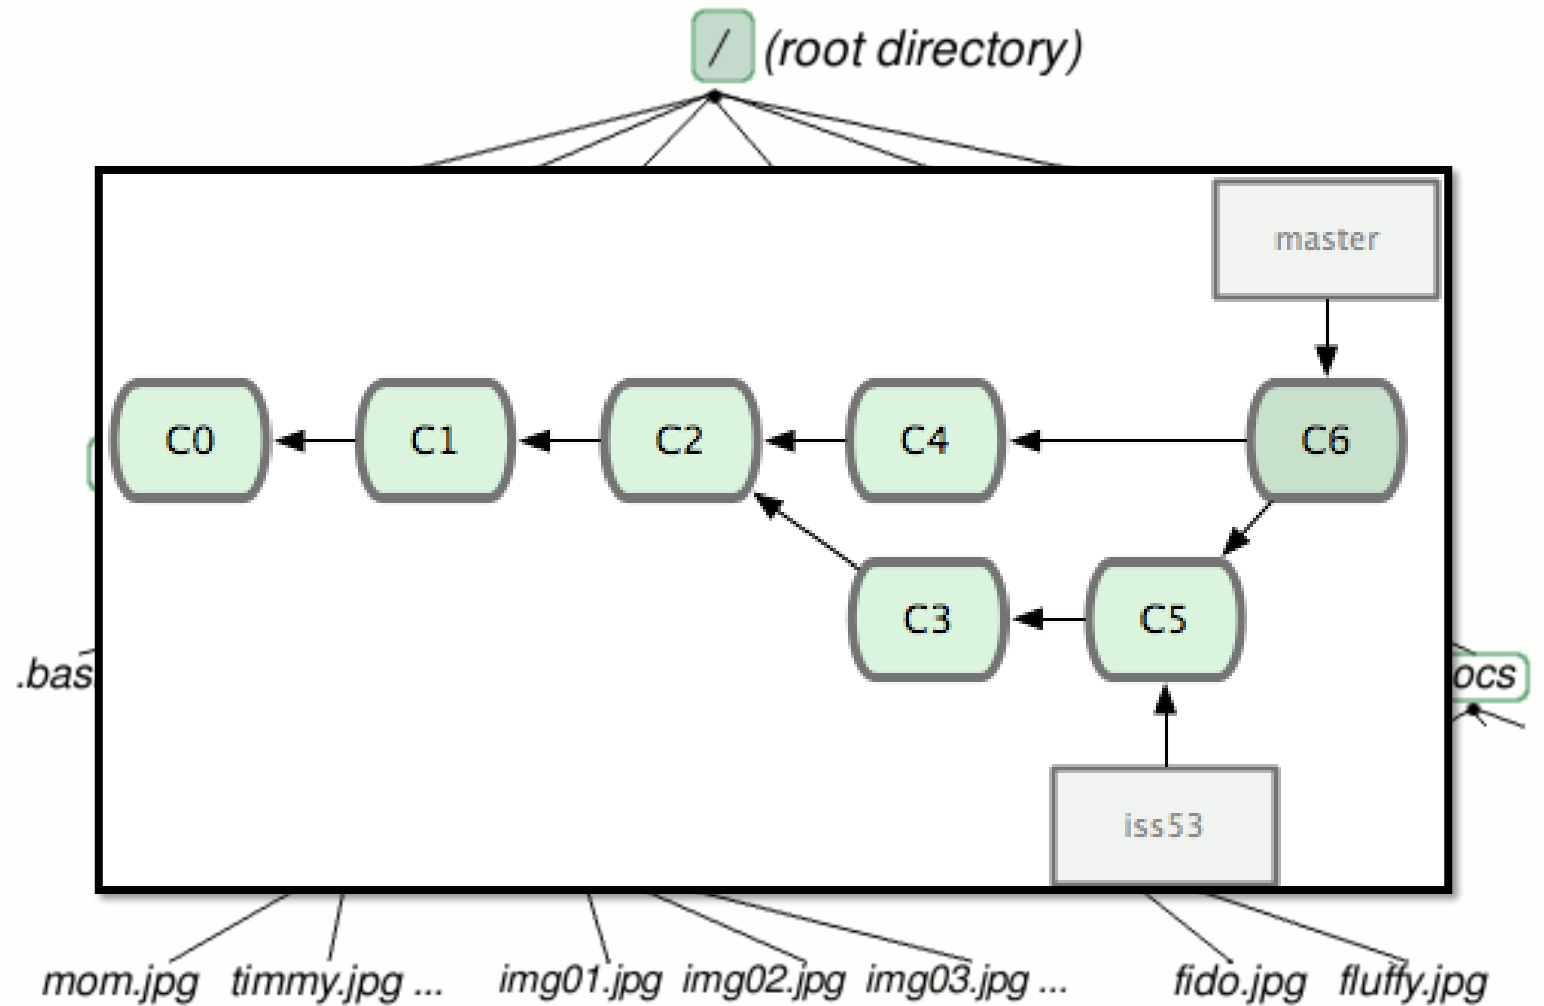 / (root directory)
master
C0 C1 C2 C4 C6
C3 C5
.bas
ocs
iss53
mom.jpg timmy.jpg ... img01.jpg img02.jpg img03.jpg ... fido.jpg fluffy.jpg